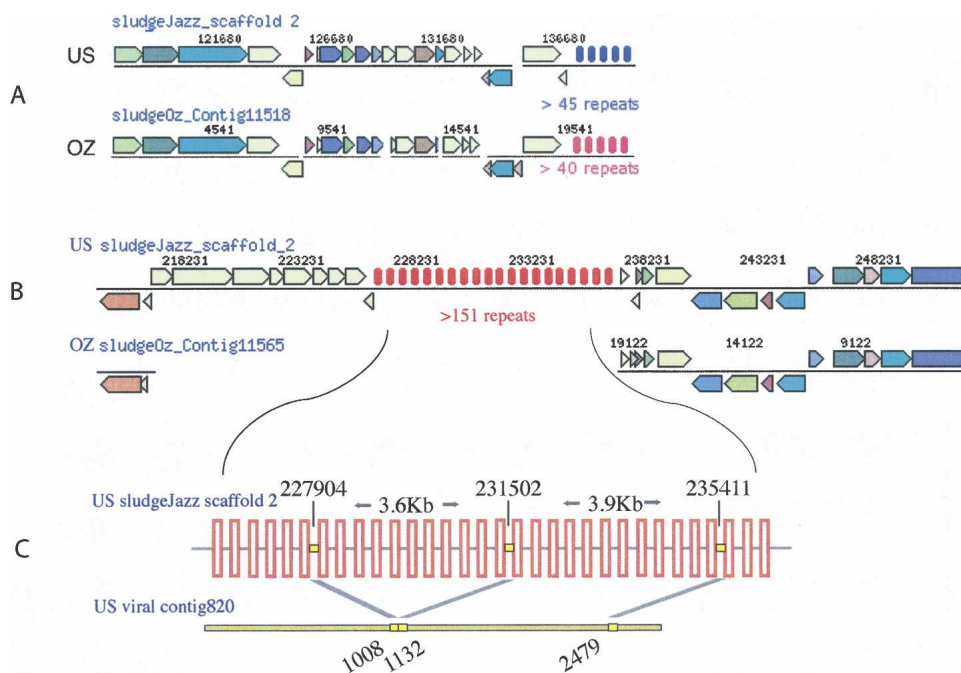 sludgeJazz_scaffold 2
121680 126680 131680 136680
US
A
> 45 repeats
sludgeOz_Contig11518
4541 9541 14541 19541
OZ
> 40 repeats
US sludgeJazz_scaffold_2
218231 223231 228231 233231 238231 243231 248231
B
>151 repeats
OZ sludgeOz_Contig11565
19122 14122 9122
227904 231502 235411
US sludgeJazz scaffold 2
3.6Kb 3.9Kb
C
US viral contig820
1008 1132 2479